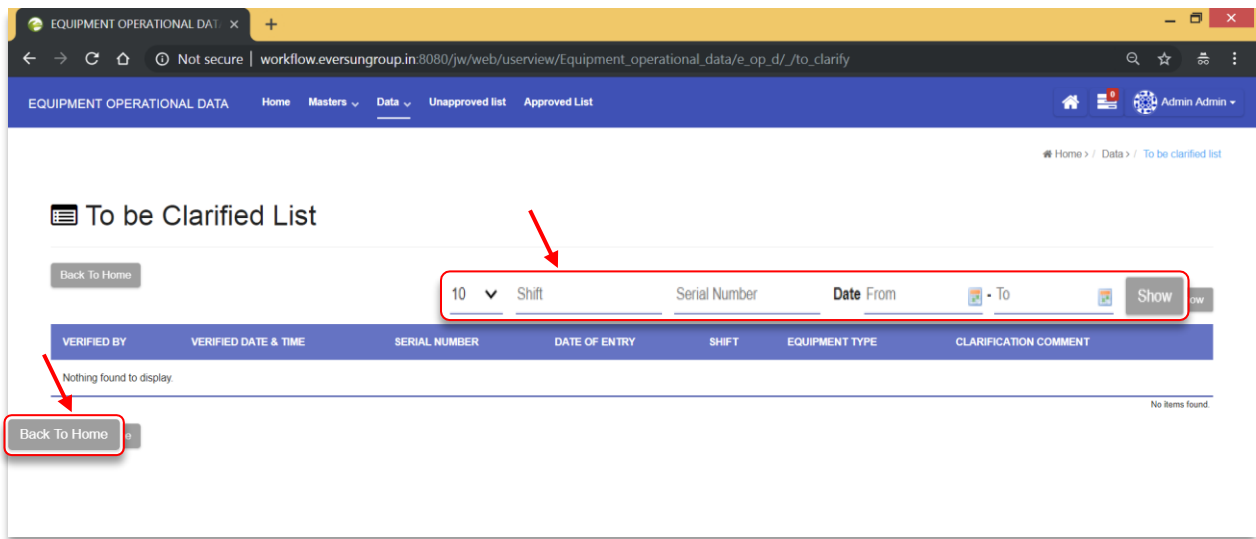 EQUIPMENT OPERATIONAL DAT
Not secure | workflow.eversungroup.in:8080/jw/web/userview/Equipment_operational_data/e_op_d/_/to_clarify
EQUIPMENT OPERATIONAL DATA Home Masters Data Unapproved list Approved List 0 Admin Admin
Home > / Data > / To be clarified list
To be Clarified List
Back To Home
10 Shift Serial Number Date From - To Show ow
VERIFIED BY VERIFIED DATE & TIME SERIAL NUMBER DATE OF ENTRY SHIFT EQUIPMENT TYPE CLARIFICATION COMMENT
Nothing found to display.
No items found.
Back To Home e